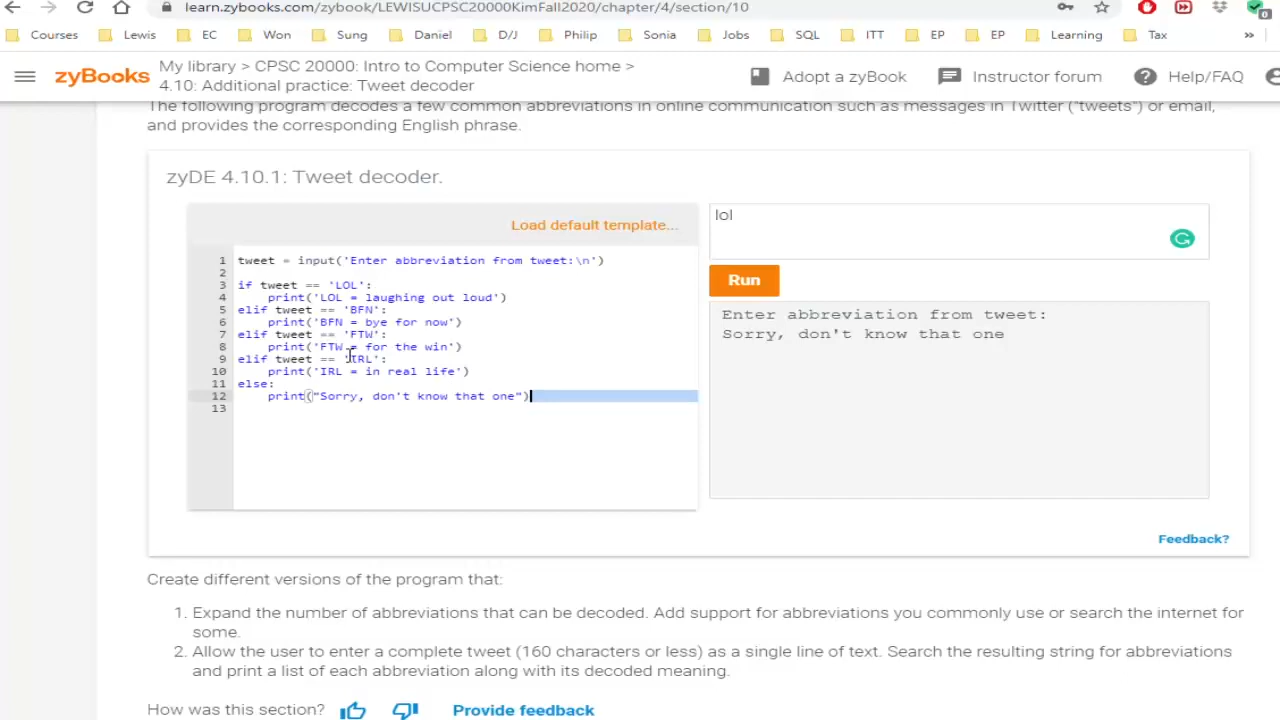 learn.zybooks.com/zybook/LEWISUCPSC20000KimFall2020/chapter/4/section/10
0
Courses Lewis EC Won Sung Daniel D/J Philip Sonia Jobs SQL ITT EP EP Learning Tax »
zyBooks My library > CPSC 20000: Intro to Computer Science home >
4.10: Additional practice: Tweet decoder
Adopt a zyBook Instructor forum Help/FAQ
The following program decodes a few common abbreviations in online communication such as messages in Twitter ("tweets") or email,
and provides the corresponding English phrase.
zyDE 4.10.1: Tweet decoder.
Load default template...
1 tweet = input('Enter abbreviation from tweet:\n')
2
3 if tweet == 'LOL':
4 print('LOL = laughing out loud')
5 elif tweet == 'BFN':
6 print('BFN = bye for now')
7 elif tweet == 'FTW':
8 print('FTW = for the win')
9 elif tweet == 'IRL':
10 print('IRL = in real life')
11 else:
12 print("Sorry, don't know that one")
13
lol
Run
Enter abbreviation from tweet:
Sorry, don't know that one
Feedback?
Create different versions of the program that:
1. Expand the number of abbreviations that can be decoded. Add support for abbreviations you commonly use or search the internet for
some.
2. Allow the user to enter a complete tweet (160 characters or less) as a single line of text. Search the resulting string for abbreviations
and print a list of each abbreviation along with its decoded meaning.
How was this section? Provide feedback